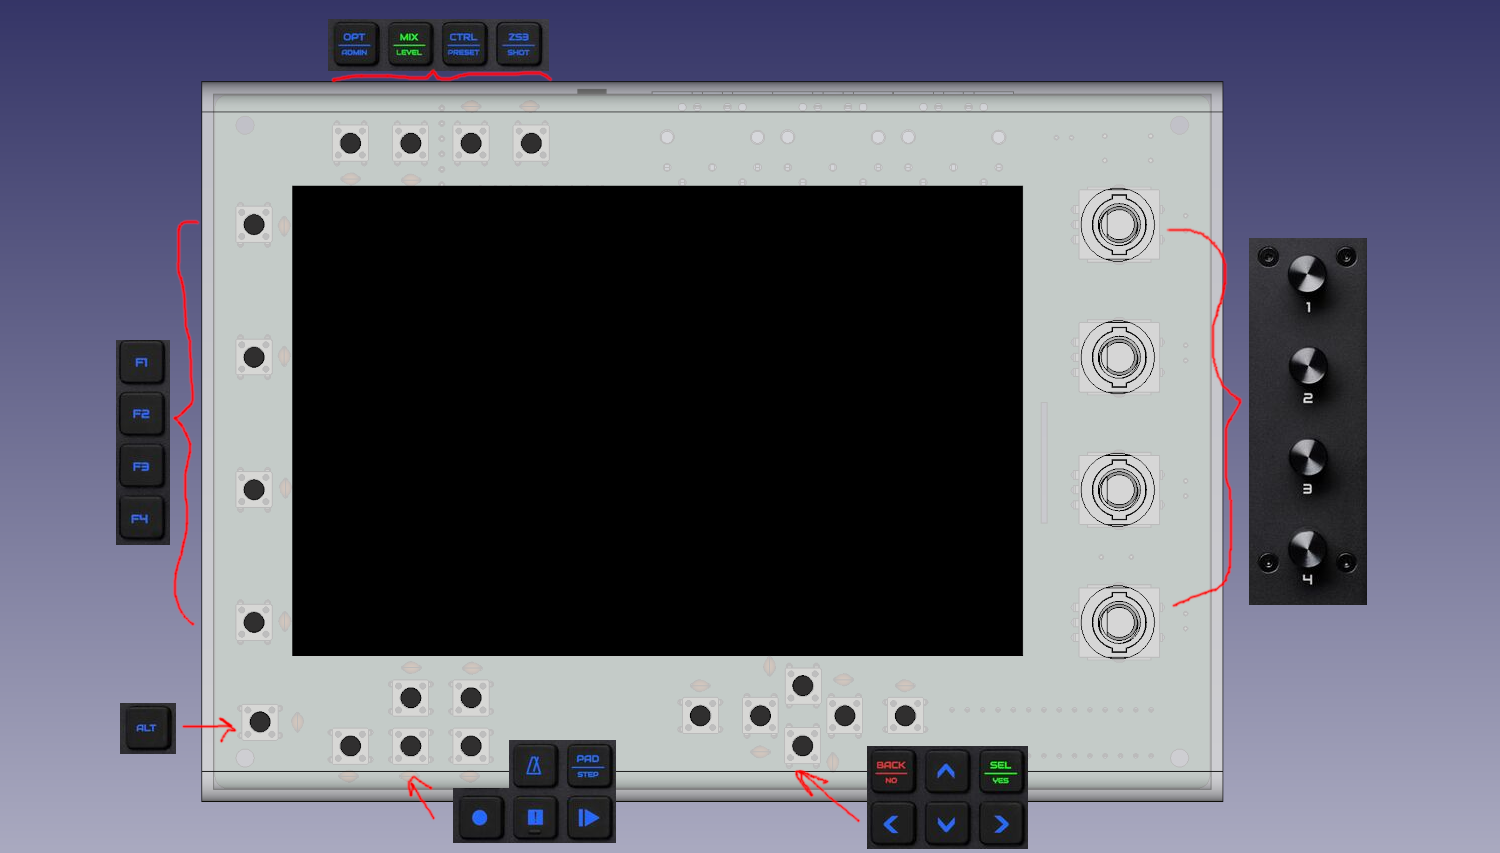 OPT
ADMIN
MIX
LEVEL
CTRL
PRESET
ZS3
SHOT
F1
F2
F3
F4
1
2
3
4
ALT
PAD
STEP
!
BACK
NO
SEL
YES